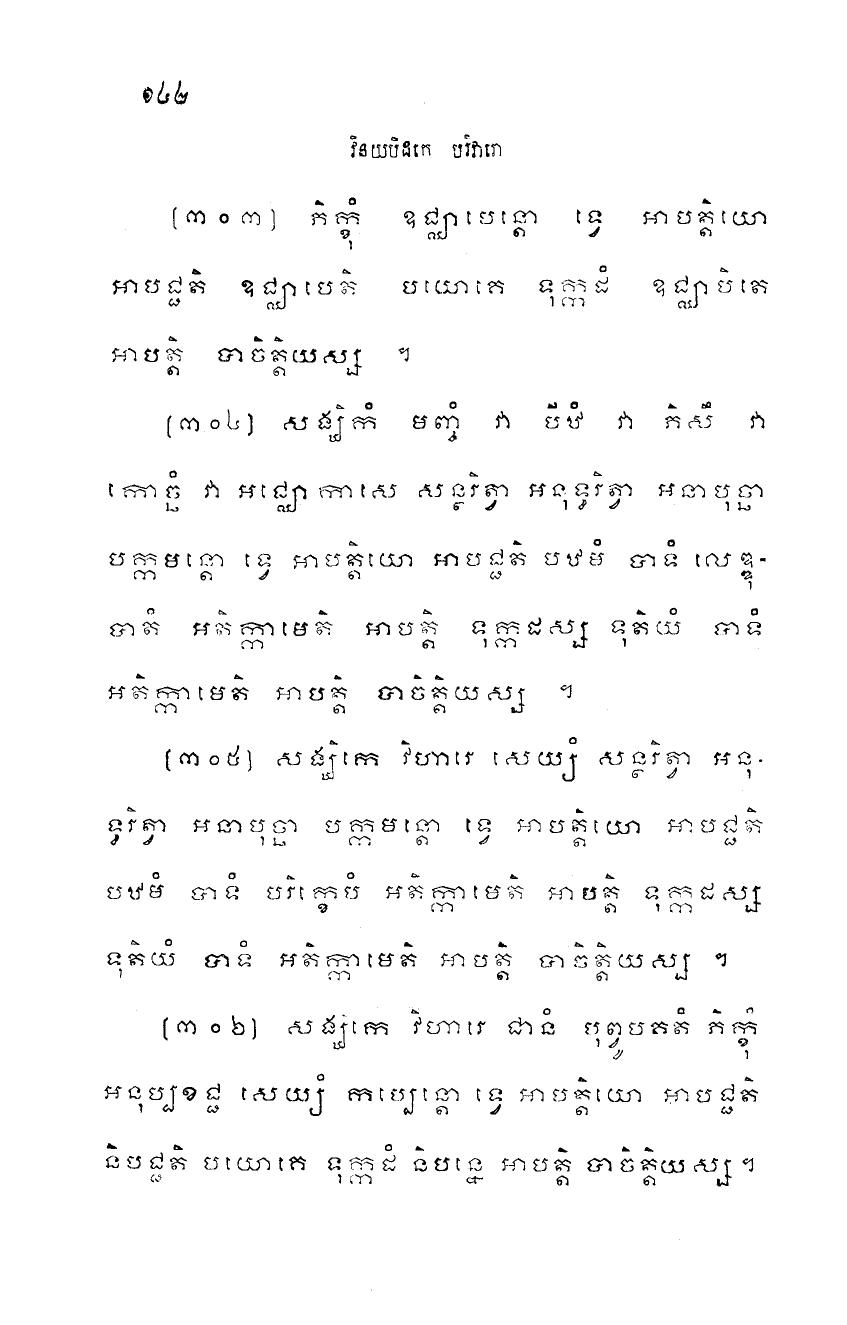 ១៤២
វិនយបិដកេ បរិវារោ
(៣០៣) ភិក្ខុំ ឧជ្ឈាបេន្តោ ទ្វេ អាបត្តិយោ
អាបជ្ជតិ ឧជ្ឈាបេតិ បយោគេ ទុក្កដំ ឧជ្ឈាបិតេ
អាបត្តិ បាចិត្តិយស្ស ។
(៣០៤) សង្ឃិកំ មញ្ចំ វា បីឋំ វា ភិសឹ វា
កោច្ឆំ វា អជ្ឈោកាសេ សន្ថរិត្វា អនុទ្ធរិត្វា អនាបុច្ឆា
បក្កមន្តោ ទ្វេ អាបត្តិយោ អាបជ្ជតិ បឋមំ បាទំ លេឌ្ឌុ-
បាតំ អតិក្កាមេតិ អាបត្តិ ទុក្កដស្ស ទុតិយំ បាទំ
អតិក្កាមេតិ អាបត្តិ បាចិត្តិយស្ស ។
(៣០៥) សង្ឃិកេ វិហារេ សេយ្យំ សន្ថរិត្វា អនុ-
ទ្ធរិត្វា អនាបុច្ឆា បក្កមន្តោ ទ្វេ អាបត្តិយោ អាបជ្ជតិ
បឋមំ បាទំ បរិក្ខេបំ អតិក្កាមេតិ អាបត្តិ ទុក្កដស្ស
ទុតិយំ បាទំ អតិក្កាមេតិ អាបត្តិ បាចិត្តិយស្ស ។
(៣០៦) សង្ឃិកេ វិហារេ ជានំ បុព្វូបគតំ ភិក្ខុំ
អនុប្បខជ្ជ សេយ្យំ កប្បេន្តោ ទ្វេ អាបត្តិយោ អាបជ្ជតិ
និបជ្ជតិ បយោគេ ទុក្កដំ និបន្នេ អាបត្តិ បាចិត្តិយស្ស។